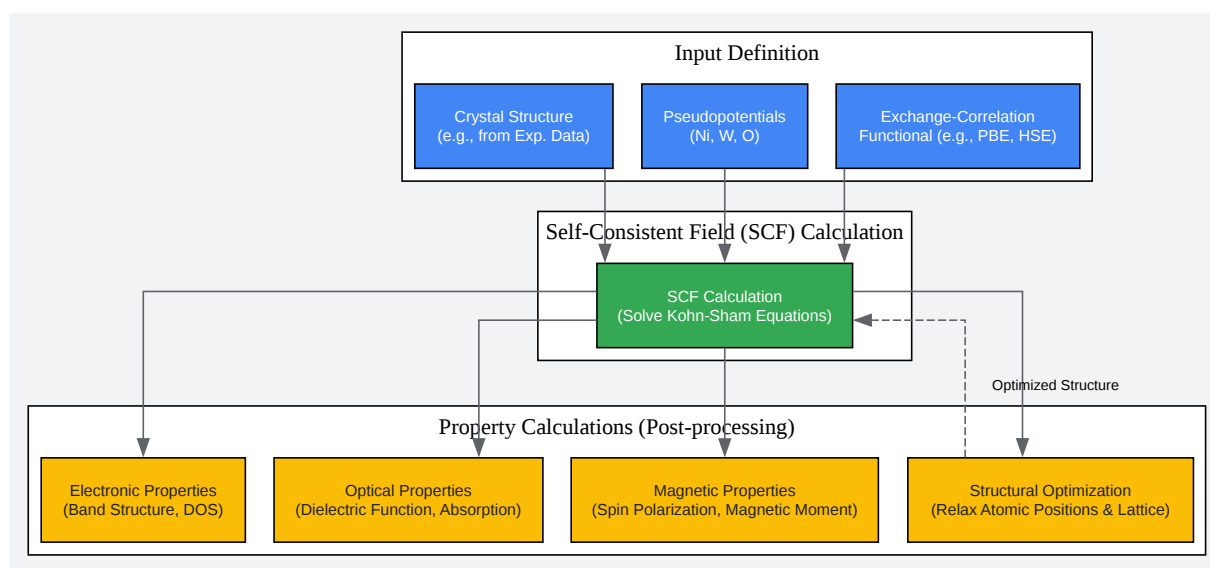 Input Definition
Crystal Structure
(e.g., from Exp. Data)
Pseudopotentials
(Ni, W, O)
Exchange-Correlation
Functional (e.g., PBE, HSE)
Self-Consistent Field (SCF) Calculation
SCF Calculation
(Solve Kohn-Sham Equations)
Optimized Structure
Property Calculations (Post-processing)
Electronic Properties
(Band Structure, DOS)
Optical Properties
(Dielectric Function, Absorption)
Magnetic Properties
(Spin Polarization, Magnetic Moment)
Structural Optimization
(Relax Atomic Positions & Lattice)